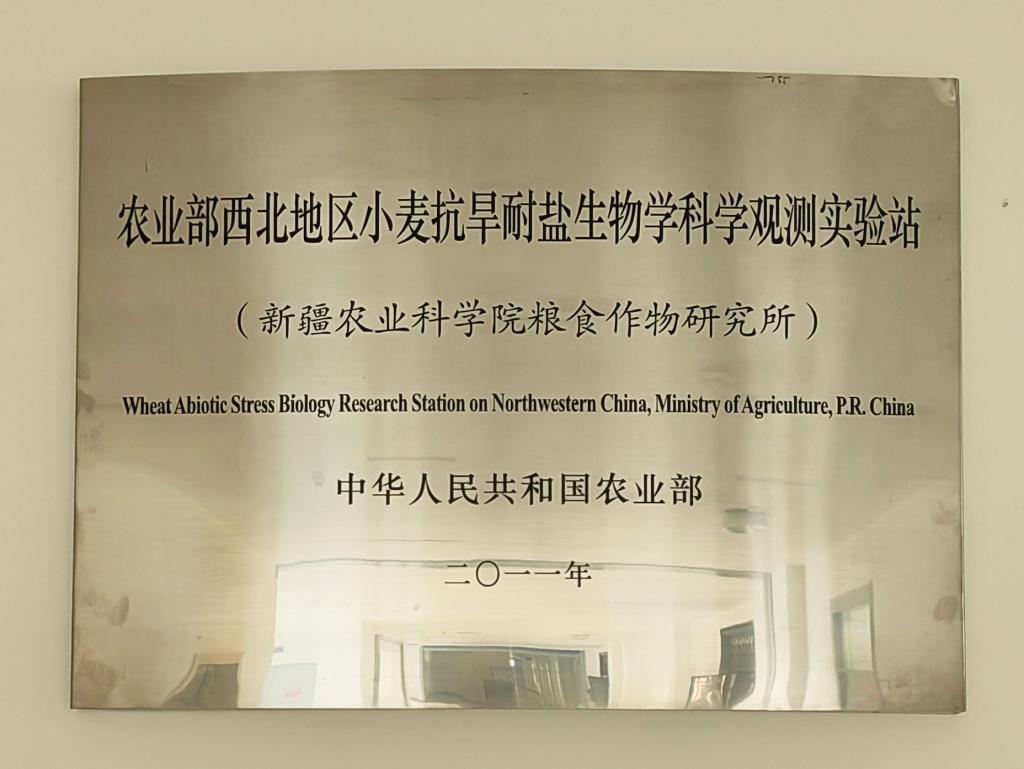 农业部西北地区小麦抗旱耐盐生物学科学观测实验站
（新疆农业科学院粮食作物研究所）
Wheat Abiotic Stress Biology Research Station on Northwestern China, Ministry of Agriculture, P.R. China
中华人民共和国农业部
二〇一一年